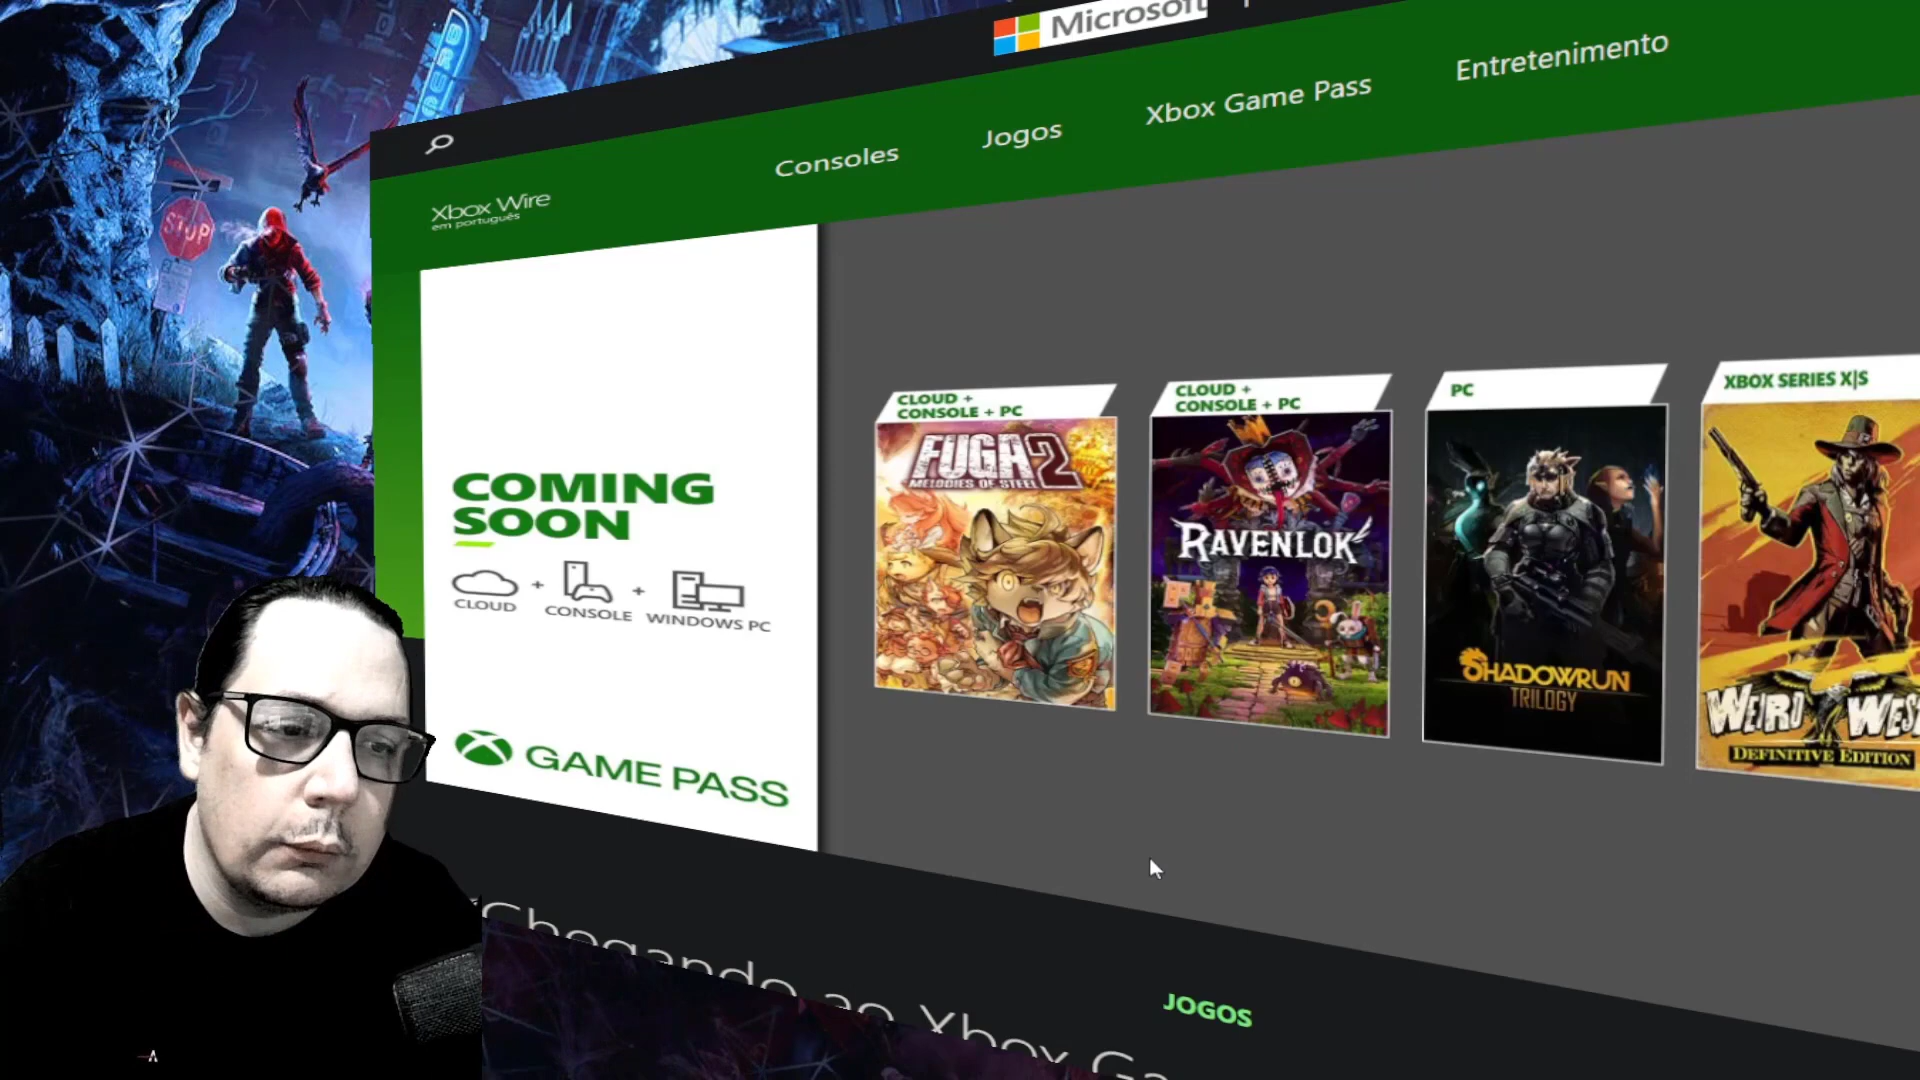 Microsoft
Consoles
Jogos
Xbox Game Pass
Entretenimento
Xbox Wire
em português
STOP
COMING
SOON
CLOUD + CONSOLE + WINDOWS PC
GAME PASS
CLOUD +
CONSOLE + PC
FUGA 2
MELODIES OF STEEL
CLOUD +
CONSOLE + PC
RAVENLOK
PC
SHADOWRUN
TRILOGY
XBOX SERIES X|S
WEIRD WES
DEFINITIVE EDITION
JOGOS
Chegando ao Xbox Ga